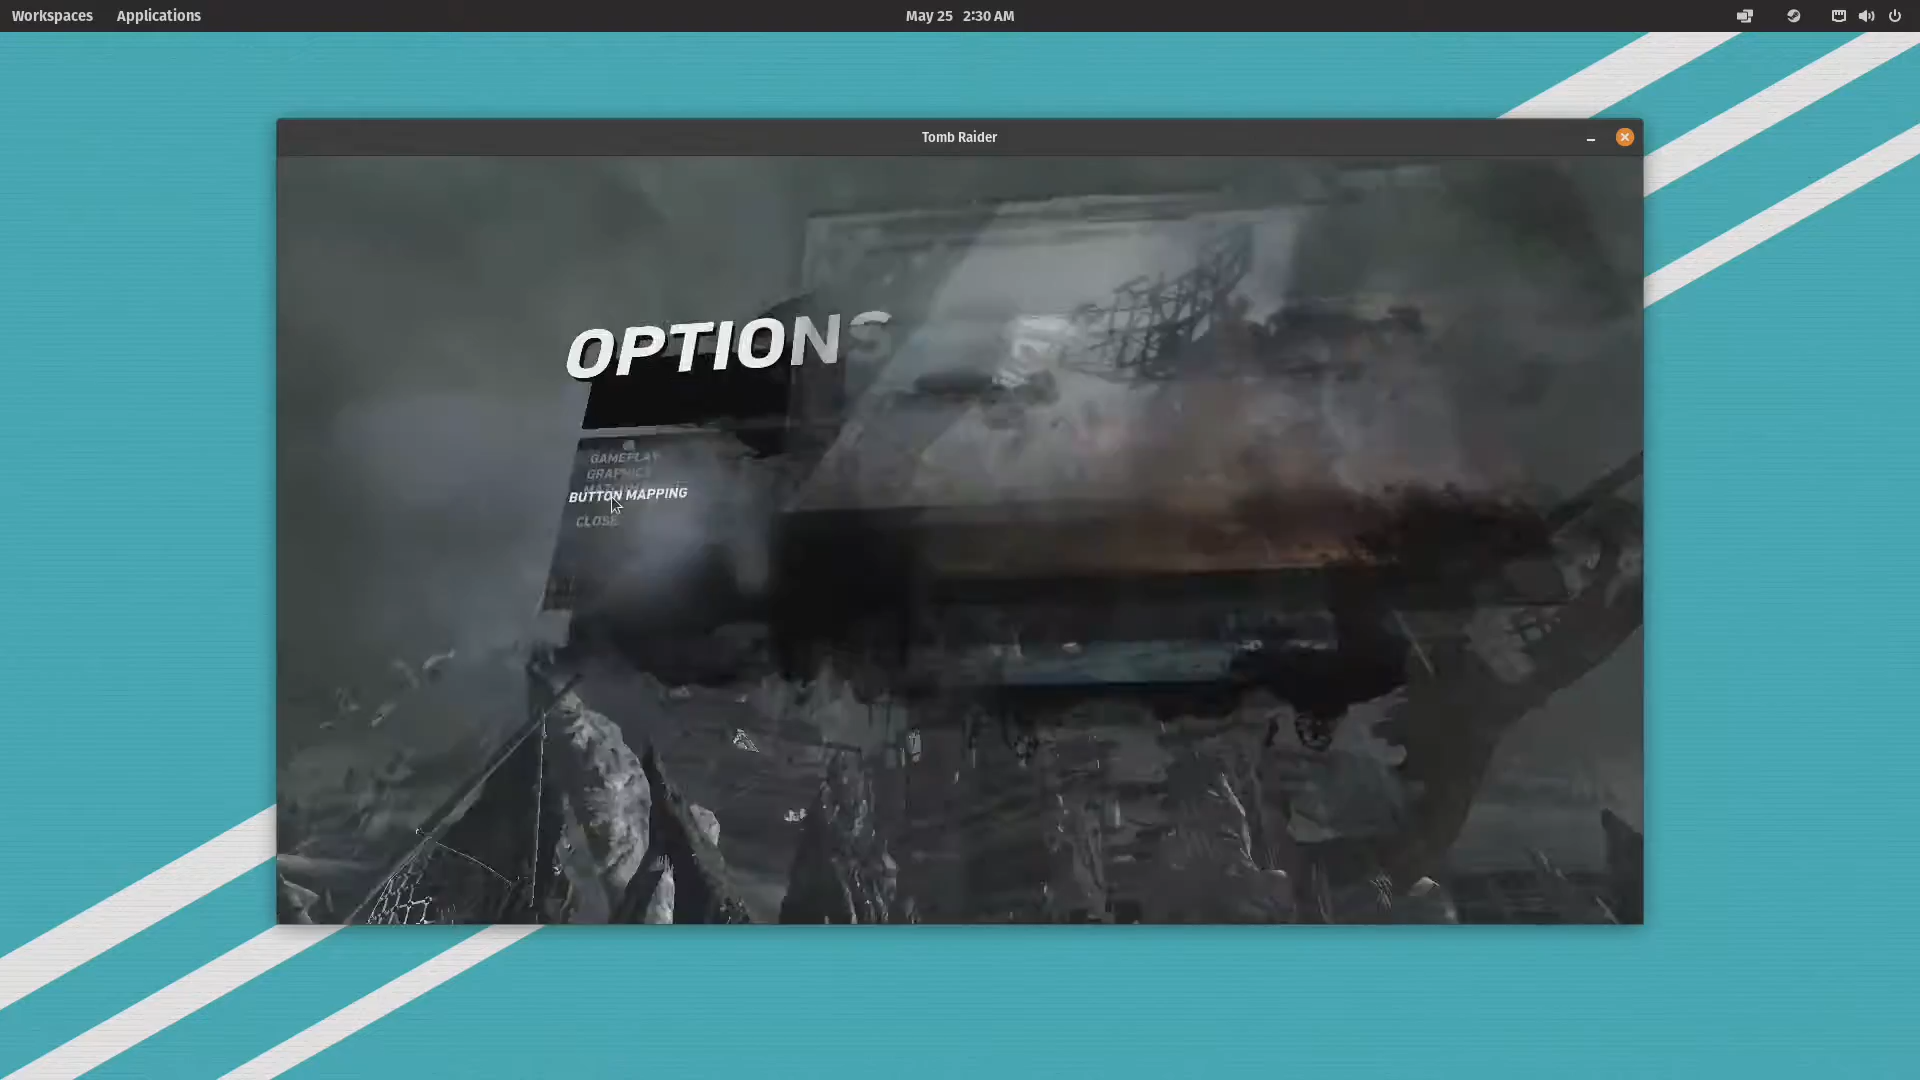 Workspaces Applications May 25 2:30 AM
Tomb Raider
OPTIONS
GAMEPLAY
GRAPHICS
BUTTON MAPPING
CLOSE